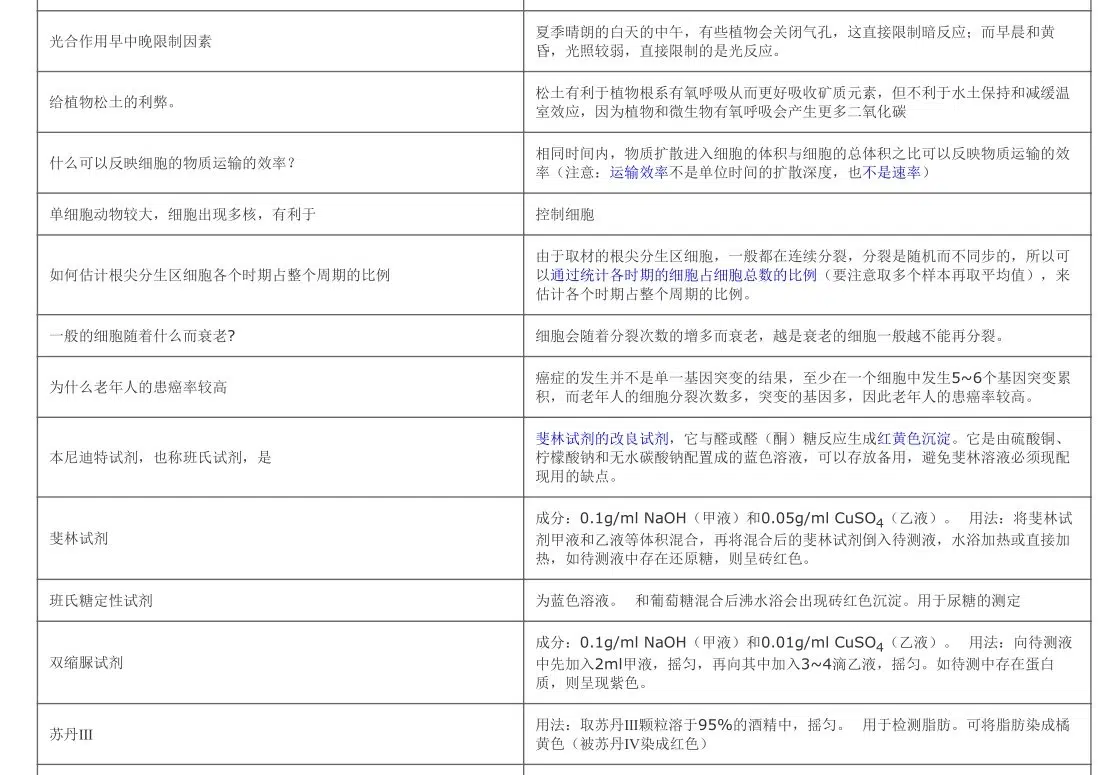 光合作用早中晚限制因素
夏季晴朗的白天的中午，有些植物会关闭气孔，这直接限制暗反应；而早晨和黄
昏，光照较弱，直接限制的是光反应。
给植物松土的利弊。
松土有利于植物根系有氧呼吸从而更好吸收矿质元素，但不利于水土保持和减缓温
室效应，因为植物和微生物有氧呼吸会产生更多二氧化碳
什么可以反映细胞的物质运输的效率？
相同时间内，物质扩散进入细胞的体积与细胞的总体积之比可以反映物质运输的效
率（注意：运输效率不是单位时间的扩散深度，也不是速率）
单细胞动物较大，细胞出现多核，有利于
控制细胞
如何估计根尖分生区细胞各个时期占整个周期的比例
由于取材的根尖分生区细胞，一般都在连续分裂，分裂是随机而不同步的，所以可
以通过统计各时期的细胞占细胞总数的比例（要注意取多个样本再取平均值），来
估计各个时期占整个周期的比例。
一般的细胞随着什么而衰老?
细胞会随着分裂次数的增多而衰老，越是衰老的细胞一般越不能再分裂。
为什么老年人的患癌率较高
癌症的发生并不是单一基因突变的结果，至少在一个细胞中发生5~6个基因突变累
积，而老年人的细胞分裂次数多，突变的基因多，因此老年人的患癌率较高。
本尼迪特试剂，也称班氏试剂，是
斐林试剂的改良试剂，它与醛或醛（酮）糖反应生成红黄色沉淀。它是由硫酸铜、
柠檬酸钠和无水碳酸钠配置成的蓝色溶液，可以存放备用，避免斐林溶液必须现配
现用的缺点。
斐林试剂
成分：0.1g/ml NaOH（甲液）和0.05g/ml CuSO₄（乙液）。 用法：将斐林试
剂甲液和乙液等体积混合，再将混合后的斐林试剂倒入待测液，水浴加热或直接加
热，如待测液中存在还原糖，则呈砖红色。
班氏糖定性试剂
为蓝色溶液。 和葡萄糖混合后沸水浴会出现砖红色沉淀。用于尿糖的测定
双缩脲试剂
成分：0.1g/ml NaOH（甲液）和0.01g/ml CuSO₄（乙液）。 用法：向待测液
中先加入2ml甲液，摇匀，再向其中加入3~4滴乙液，摇匀。如待测中存在蛋白
质，则呈现紫色。
苏丹Ⅲ
用法：取苏丹Ⅲ颗粒溶于95%的酒精中，摇匀。 用于检测脂肪。可将脂肪染成橘
黄色（被苏丹Ⅳ染成红色）